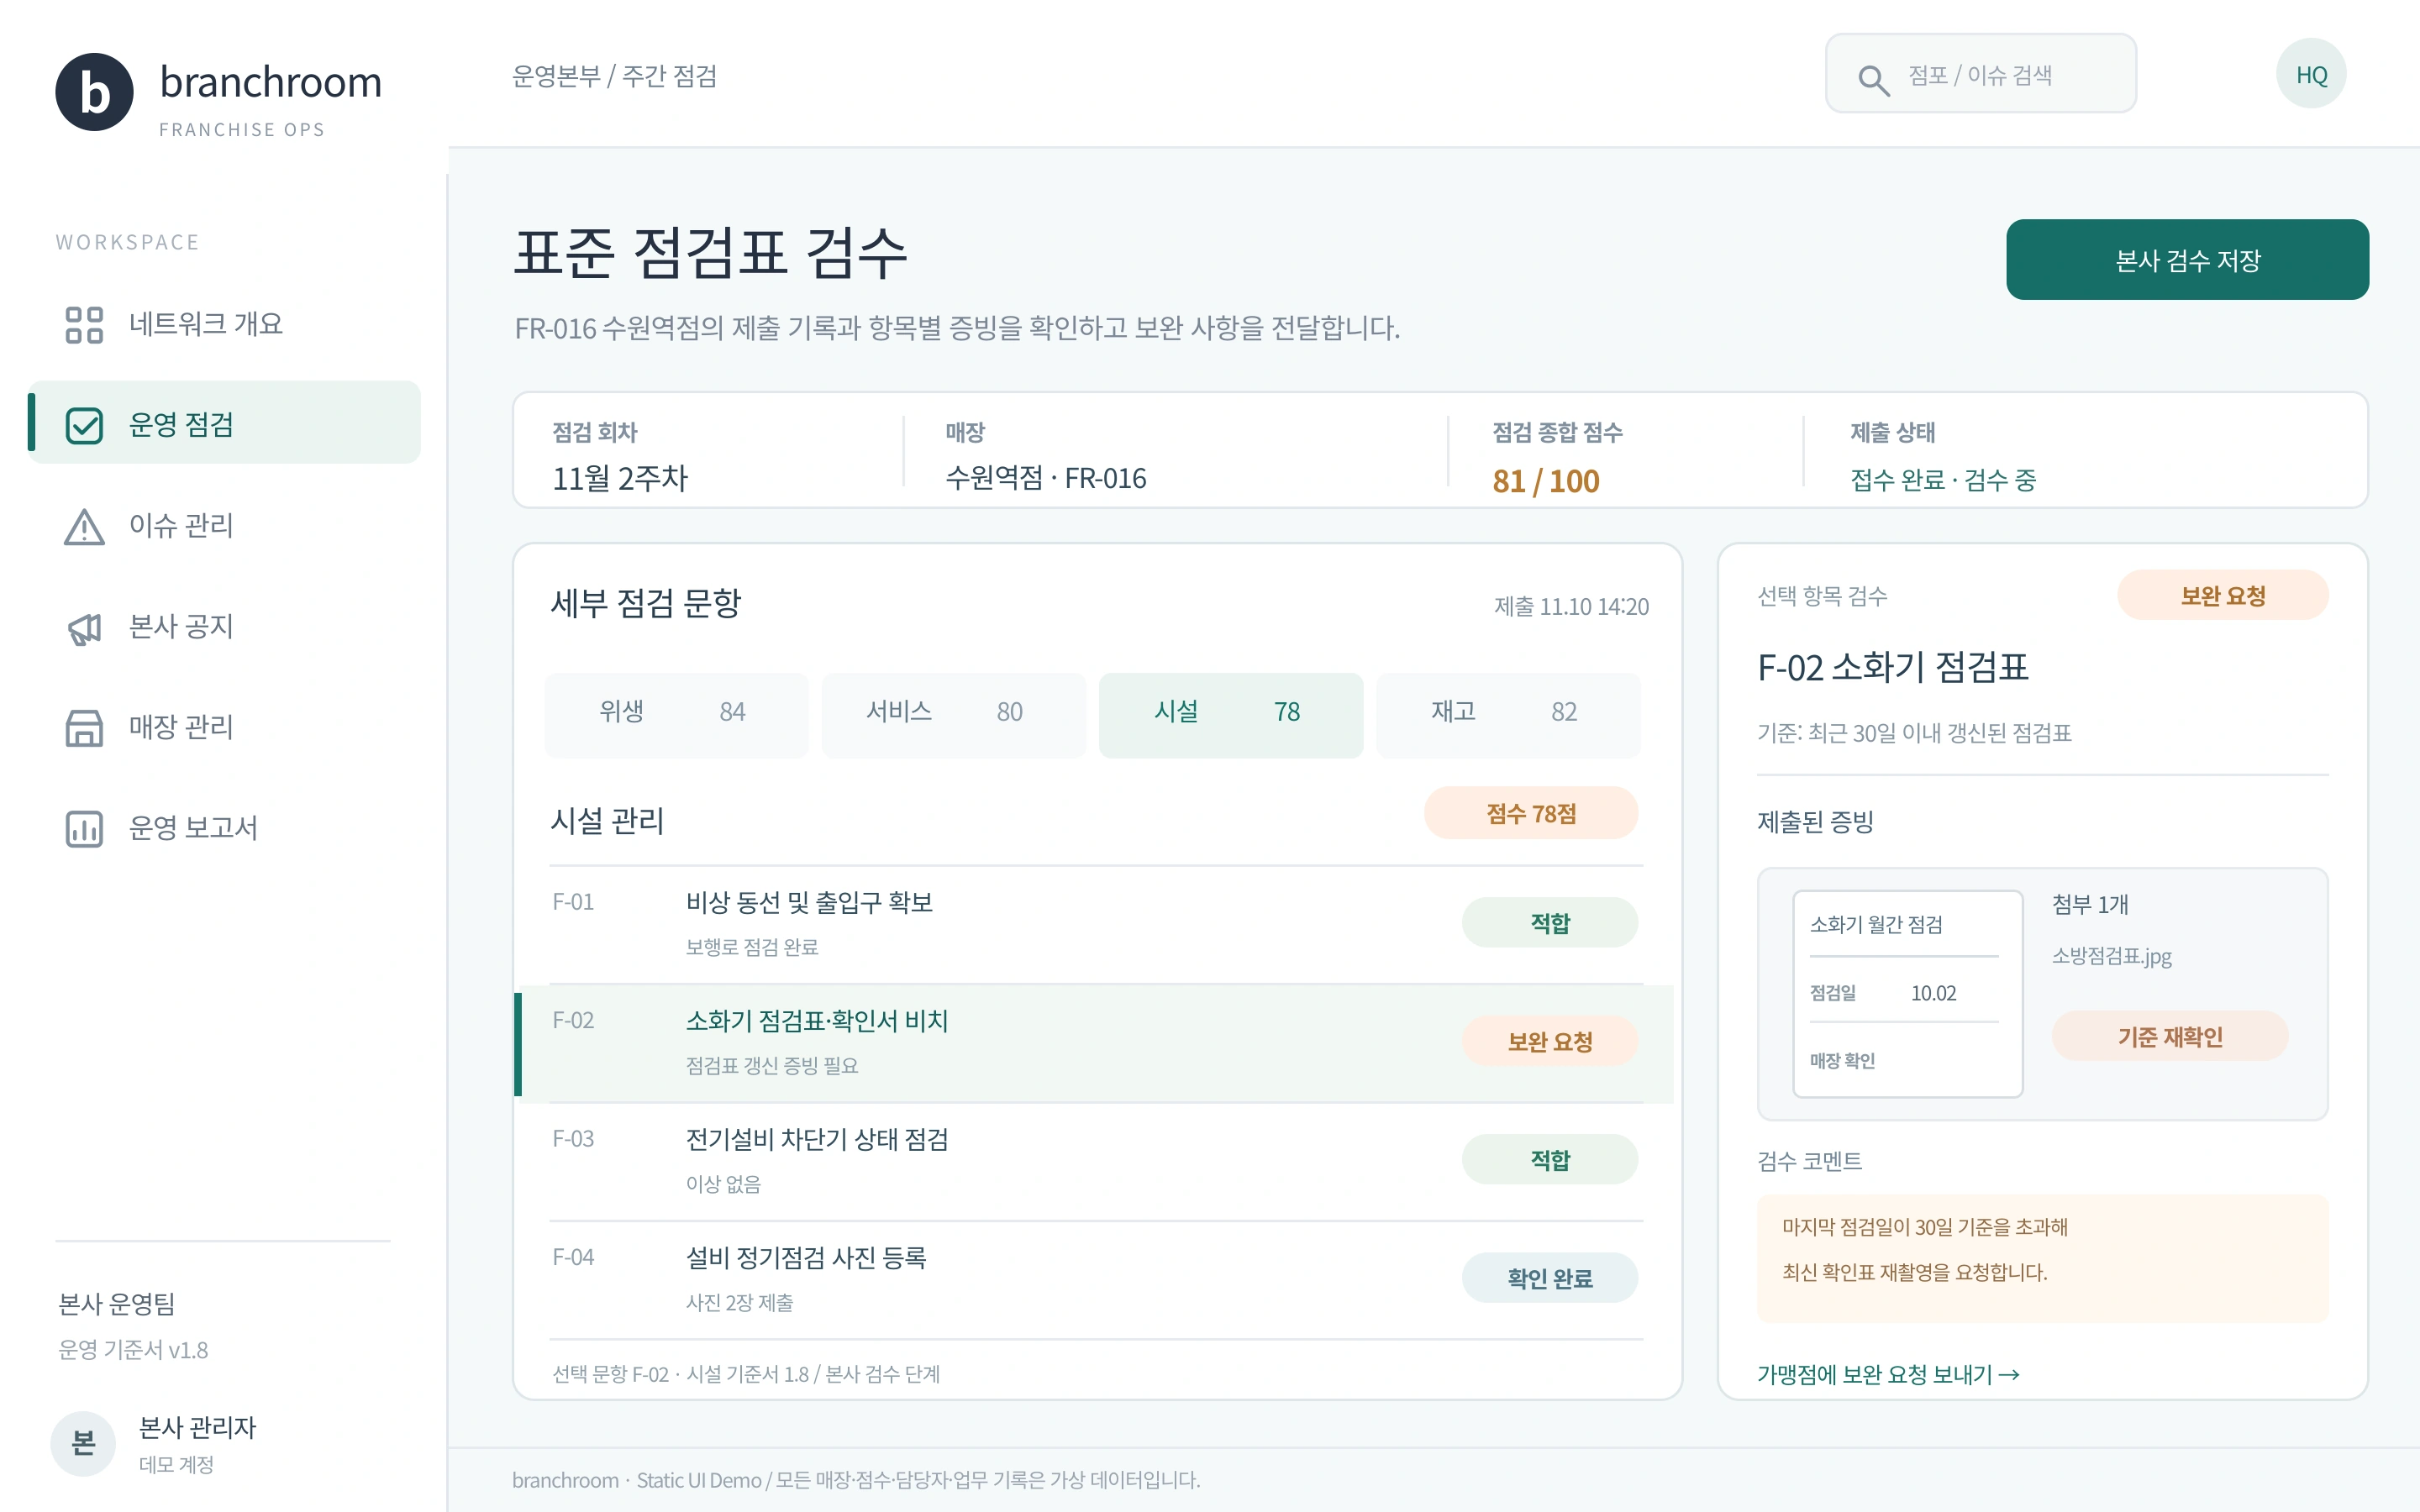 b
branchroom
FRANCHISE OPS
WORKSPACE
네트워크 개요
운영 점검
이슈 관리
본사 공지
매장 관리
운영 보고서
본사 운영팀
운영 기준서 v1.8
본
본사 관리자
데모 계정
운영본부 / 주간 점검
점포 / 이슈 검색
HQ
표준 점검표 검수
본사 검수 저장
FR-016 수원역점의 제출 기록과 항목별 증빙을 확인하고 보완 사항을 전달합니다.
점검 회차
11월 2주차
매장
수원역점 · FR-016
점검 종합 점수
81 / 100
제출 상태
접수 완료 · 검수 중
세부 점검 문항
제출 11.10 14:20
위생 84
서비스 80
시설 78
재고 82
시설 관리
점수 78점
F-01
비상 동선 및 출입구 확보
보행로 점검 완료
적합
F-02
소화기 점검표·확인서 비치
점검표 갱신 증빙 필요
보완 요청
F-03
전기설비 차단기 상태 점검
이상 없음
적합
F-04
설비 정기점검 사진 등록
사진 2장 제출
확인 완료
선택 문항 F-02 · 시설 기준서 1.8 / 본사 검수 단계
선택 항목 검수
보완 요청
F-02 소화기 점검표
기준: 최근 30일 이내 갱신된 점검표
제출된 증빙
소화기 월간 점검
점검일 10.02
매장 확인
첨부 1개
소방점검표.jpg
기준 재확인
검수 코멘트
마지막 점검일이 30일 기준을 초과해
최신 확인표 재촬영을 요청합니다.
가맹점에 보완 요청 보내기 →
branchroom · Static UI Demo / 모든 매장·점수·담당자·업무 기록은 가상 데이터입니다.